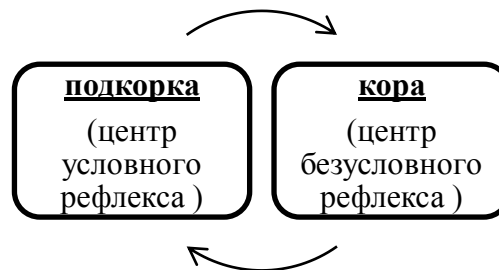 подкорка
(центр
условного
рефлекса )
кора
(центр
безусловного
рефлекса )